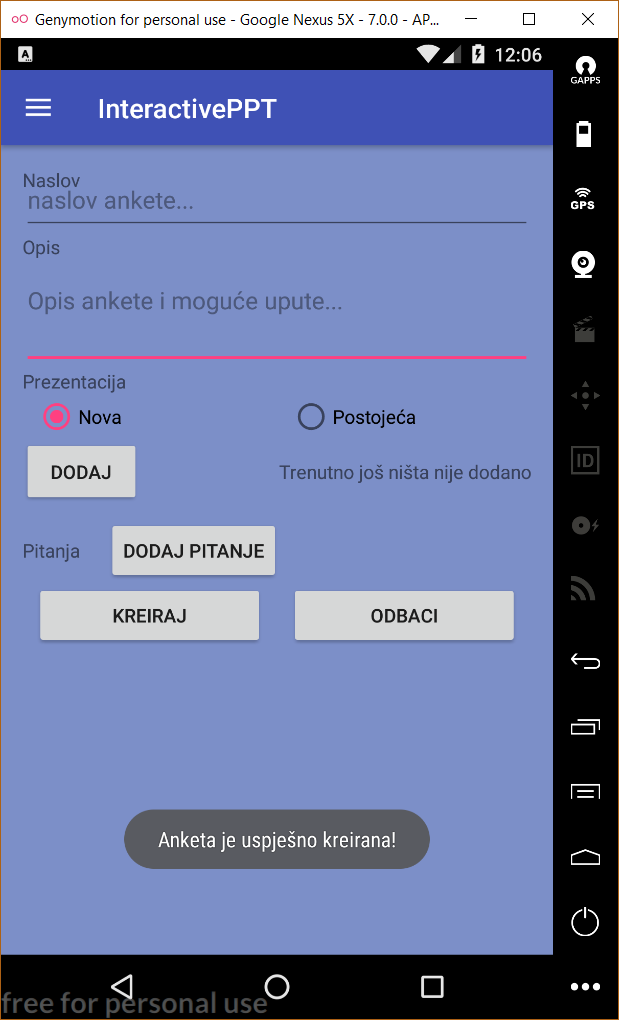 Genymotion for personal use - Google Nexus 5X - 7.0.0 - AP...
A
12:06
GAPPS
InteractivePPT
Naslov
naslov ankete...
GPS
Opis
Opis ankete i moguće upute...
Prezentacija
Nova
Postojeća
DODAJ
Trenutno još ništa nije dodano
ID
Pitanja
DODAJ PITANJE
KREIRAJ
ODBACI
Anketa je uspješno kreirana!
free for personal use